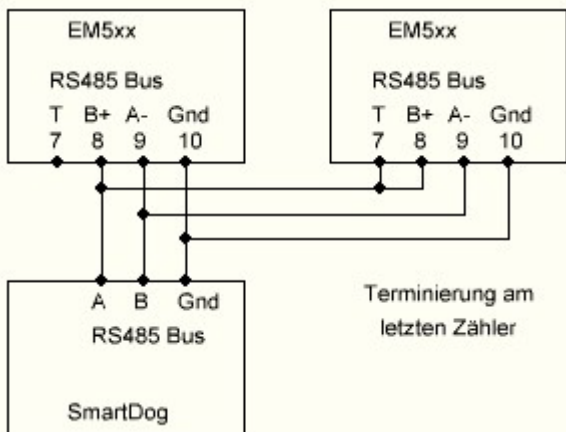 EM5xx
RS485 Bus
T B+ A- Gnd
7 8 9 10
EM5xx
RS485 Bus
T B+ A- Gnd
7 8 9 10
A B Gnd
RS485 Bus
SmartDog
Terminierung am
letzten Zähler